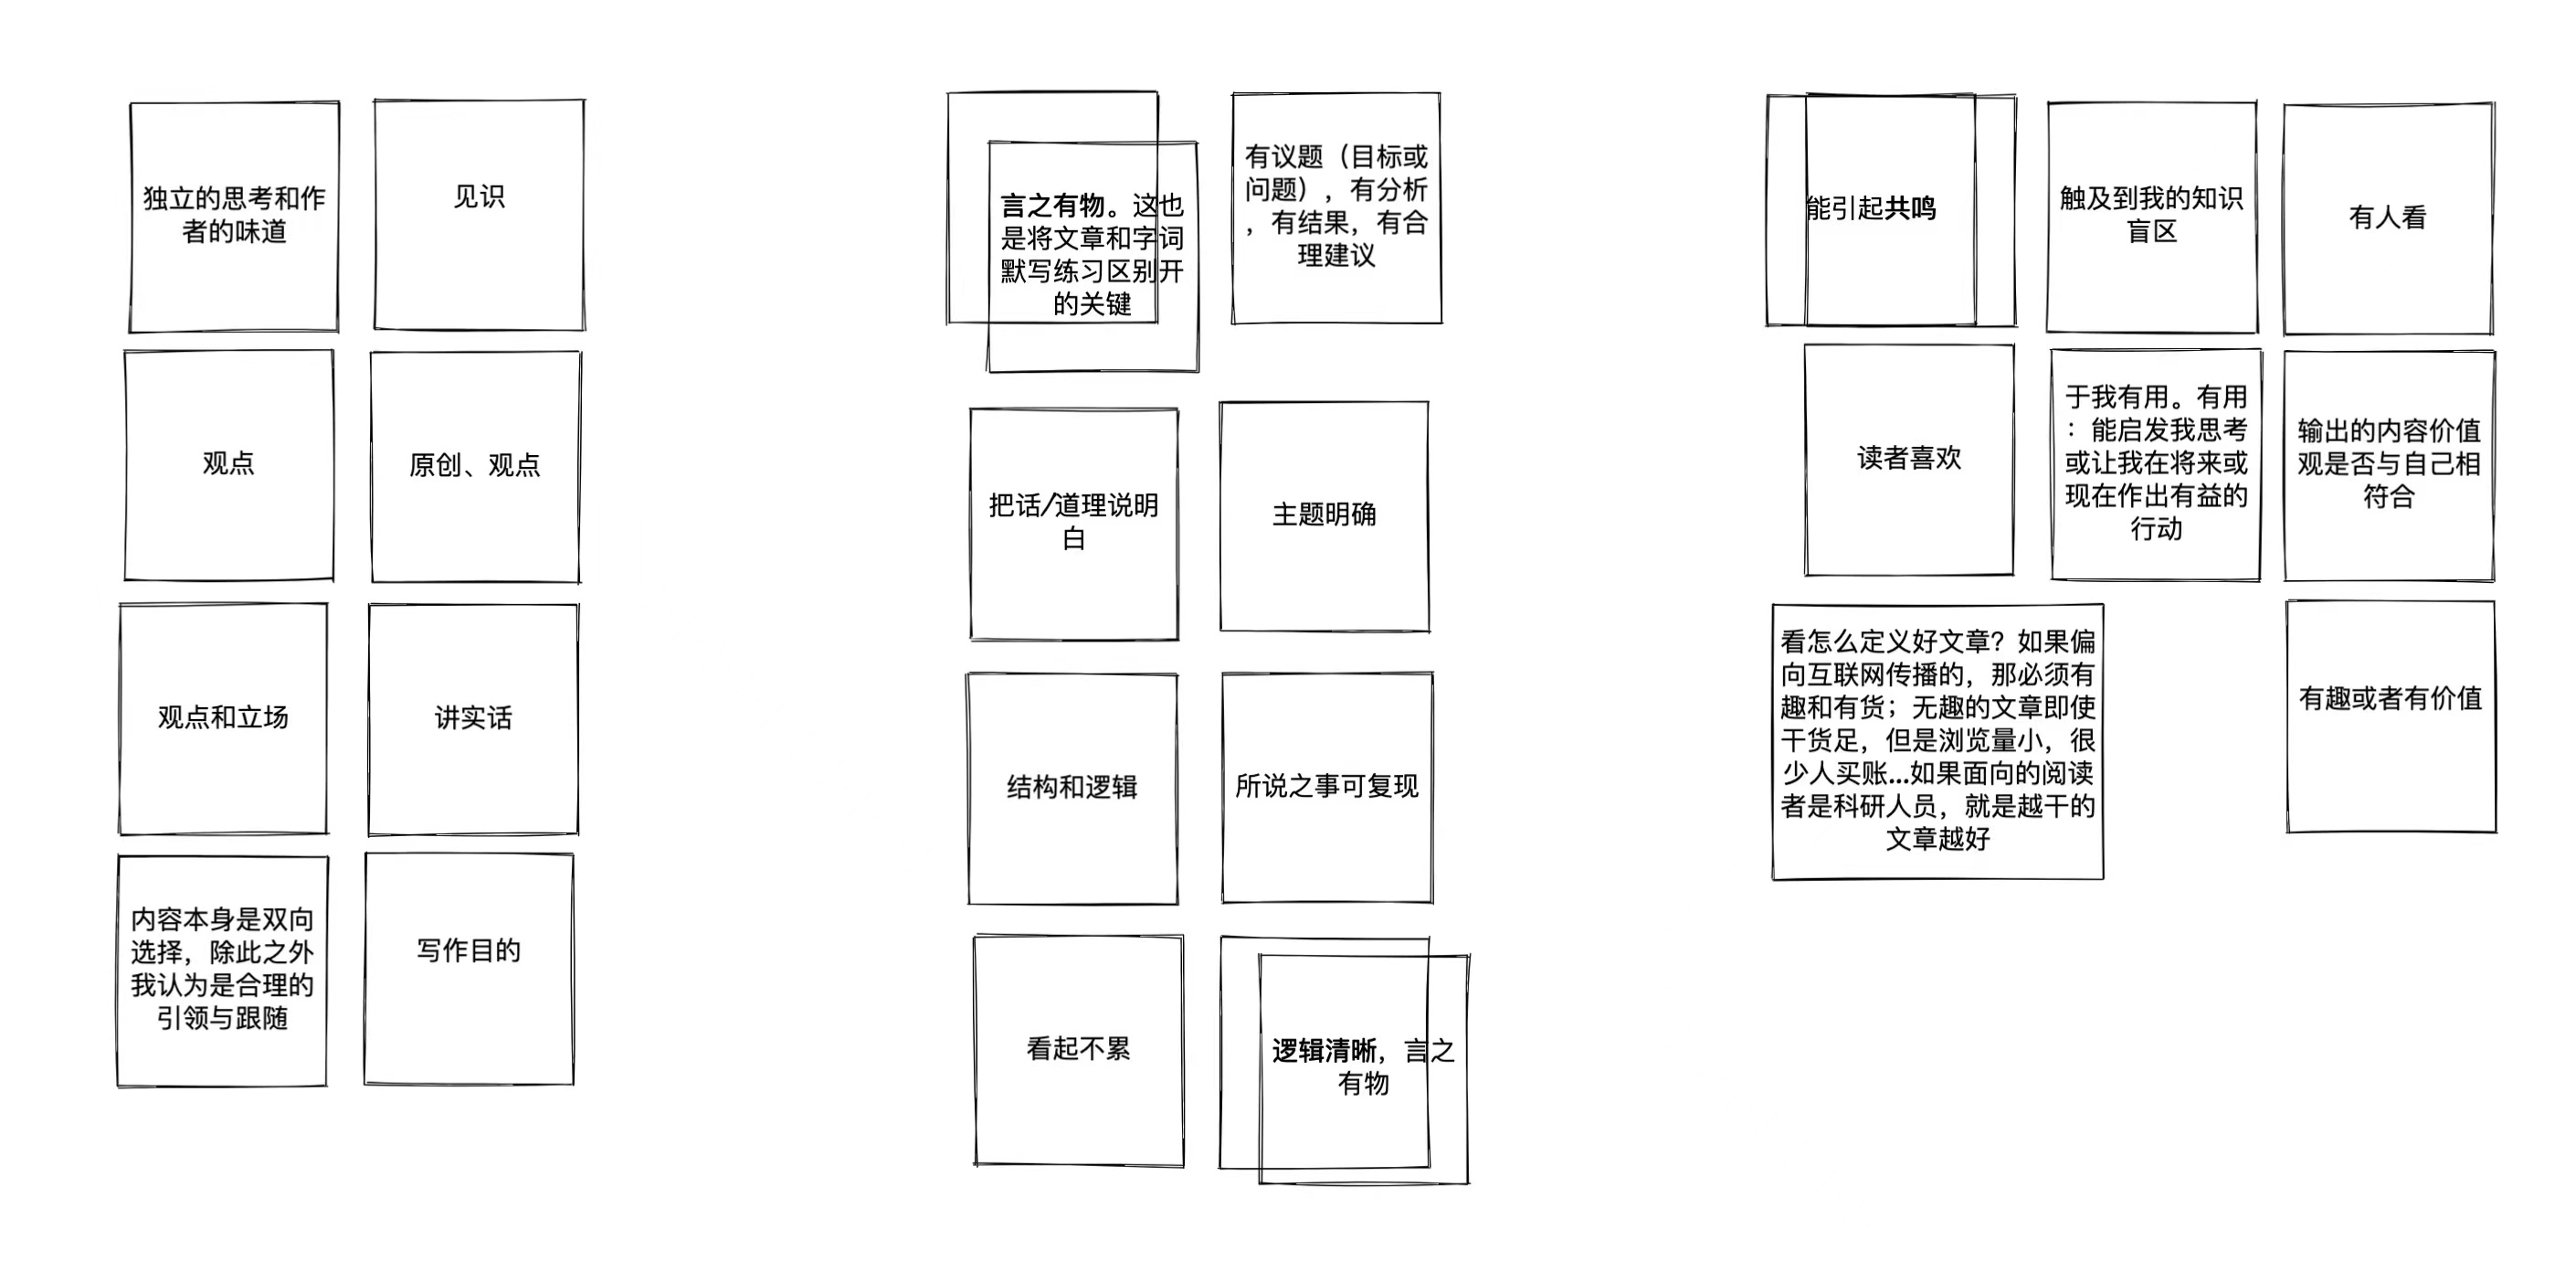 独立的思考和作
者的味道
见识
观点
原创、观点
观点和立场
讲实话
内容本身是双向
选择，除此之外
我认为是合理的
引领与跟随
写作目的
言之有物。这也
是将文章和字词
默写练习区别开
的关键
有议题（目标或
问题），有分析
，有结果，有合
理建议
把话/道理说明
白
主题明确
结构和逻辑
所说之事可复现
看起不累
逻辑清晰，言之
有物
能引起共鸣
触及到我的知识
盲区
有人看
读者喜欢
于我有用。有用
：能启发我思考
或让我在将来或
现在作出有益的
行动
输出的内容价值
观是否与自己相
符合
看怎么定义好文章？如果偏
向互联网传播的，那必须有
趣和有货；无趣的文章即使
干货足，但是浏览量小，很
少人买账...如果面向的阅读
者是科研人员，就是越干的
文章越好
有趣或者有价值